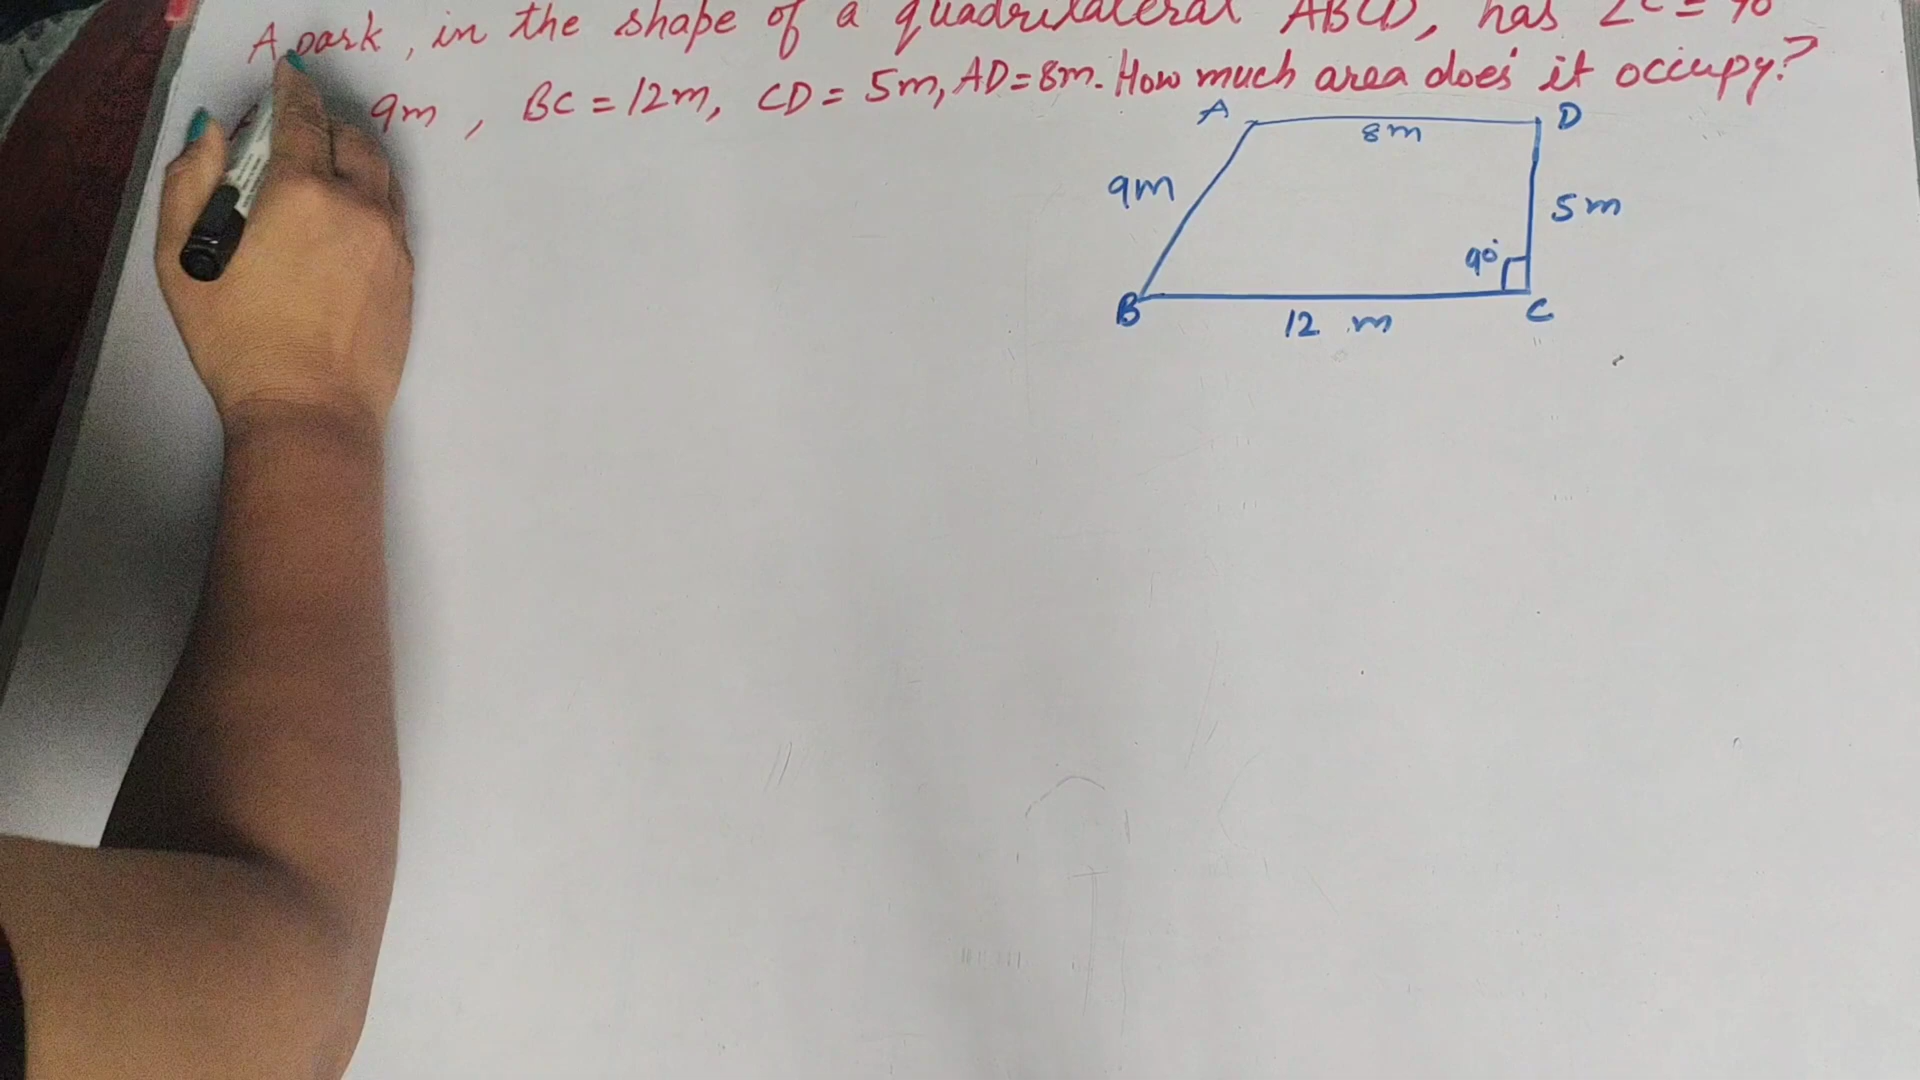 A park, in the shape of a quadrilateral ABCD, has ∠C = 90°
9m, BC = 12m, CD = 5m, AD = 8m. How much area does it occupy?
A D
8m
9m
5m
90°
B C
12 m